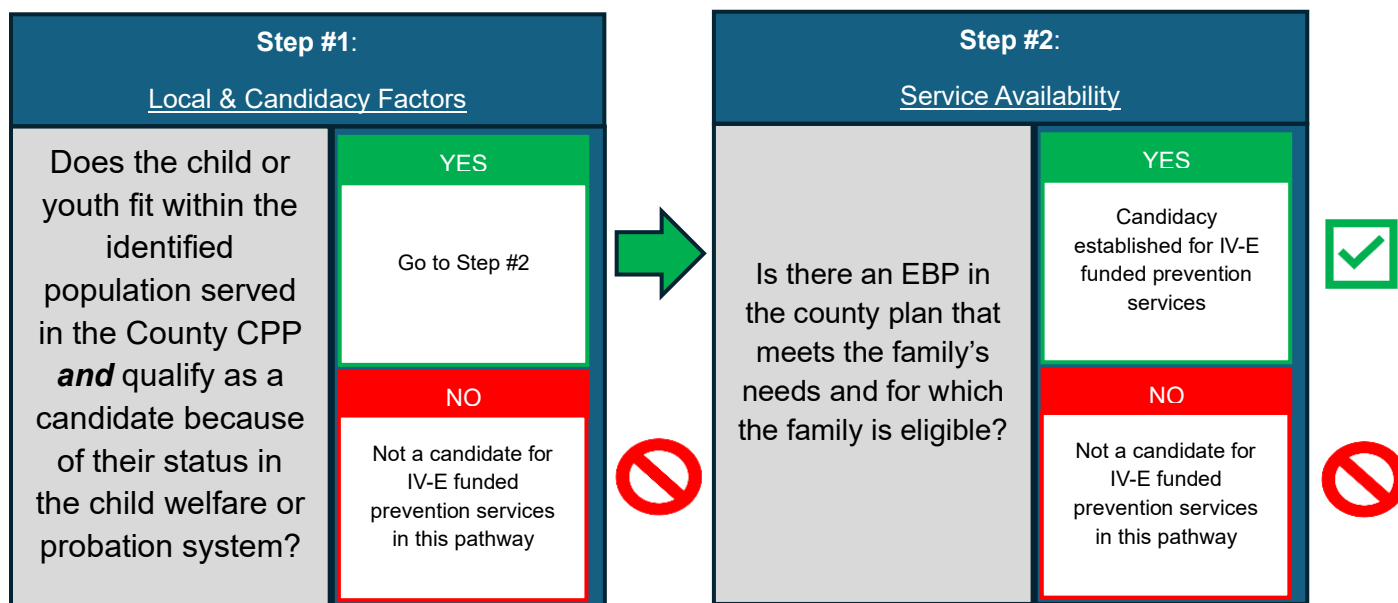 Step #1:
Local & Candidacy Factors
Does the child or
youth fit within the
identified
population served
in the County CPP
and qualify as a
candidate because
of their status in
the child welfare or
probation system?
YES
Go to Step #2
NO
Not a candidate for
IV-E funded
prevention services
in this pathway
Step #2:
Service Availability
Is there an EBP in
the county plan that
meets the family’s
needs and for which
the family is eligible?
YES
Candidacy
established for IV-E
funded prevention
services
NO
Not a candidate for
IV-E funded
prevention services
in this pathway